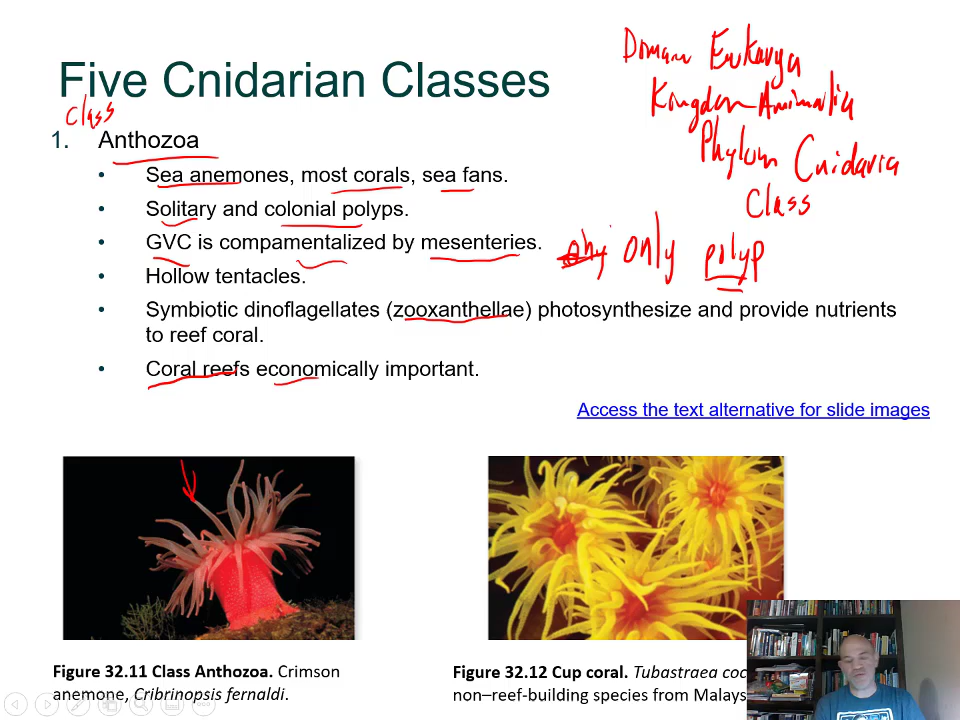 Five Cnidarian Classes
Domain Eukarya
Kingdom Animalia
Phylum Cnidaria
Class
Class
1. Anthozoa
• Sea anemones, most corals, sea fans.
• Solitary and colonial polyps.
• GVC is compamentalized by mesenteries.
only polyp
• Hollow tentacles.
• Symbiotic dinoflagellates (zooxanthellae) photosynthesize and provide nutrients
to reef coral.
• Coral reefs economically important.
Access the text alternative for slide images
Figure 32.11 Class Anthozoa. Crimson
anemone, Cribrinopsis fernaldi.
Figure 32.12 Cup coral. Tubastraea coc
non–reef-building species from Malays